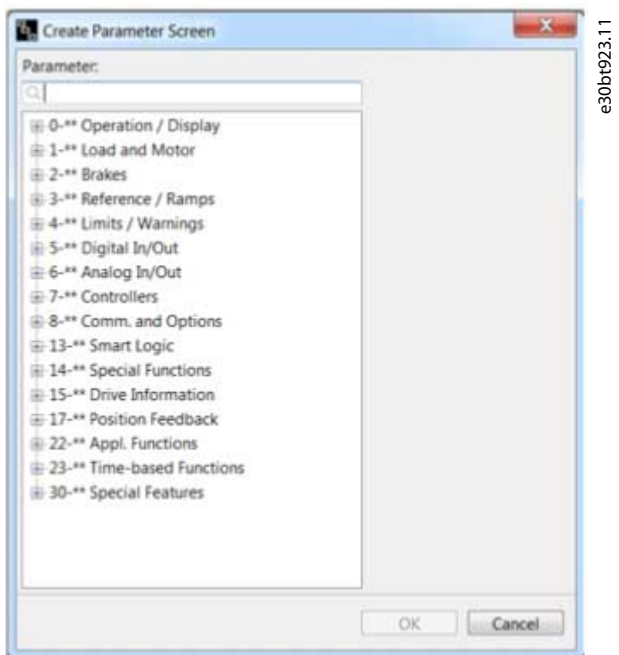 Create Parameter Screen
Parameter:
0-** Operation / Display
1-** Load and Motor
2-** Brakes
3-** Reference / Ramps
4-** Limits / Warnings
5-** Digital In/Out
6-** Analog In/Out
7-** Controllers
8-** Comm. and Options
13-** Smart Logic
14-** Special Functions
15-** Drive Information
17-** Position Feedback
22-** Appl. Functions
23-** Time-based Functions
30-** Special Features
OK Cancel
e30bt923.11